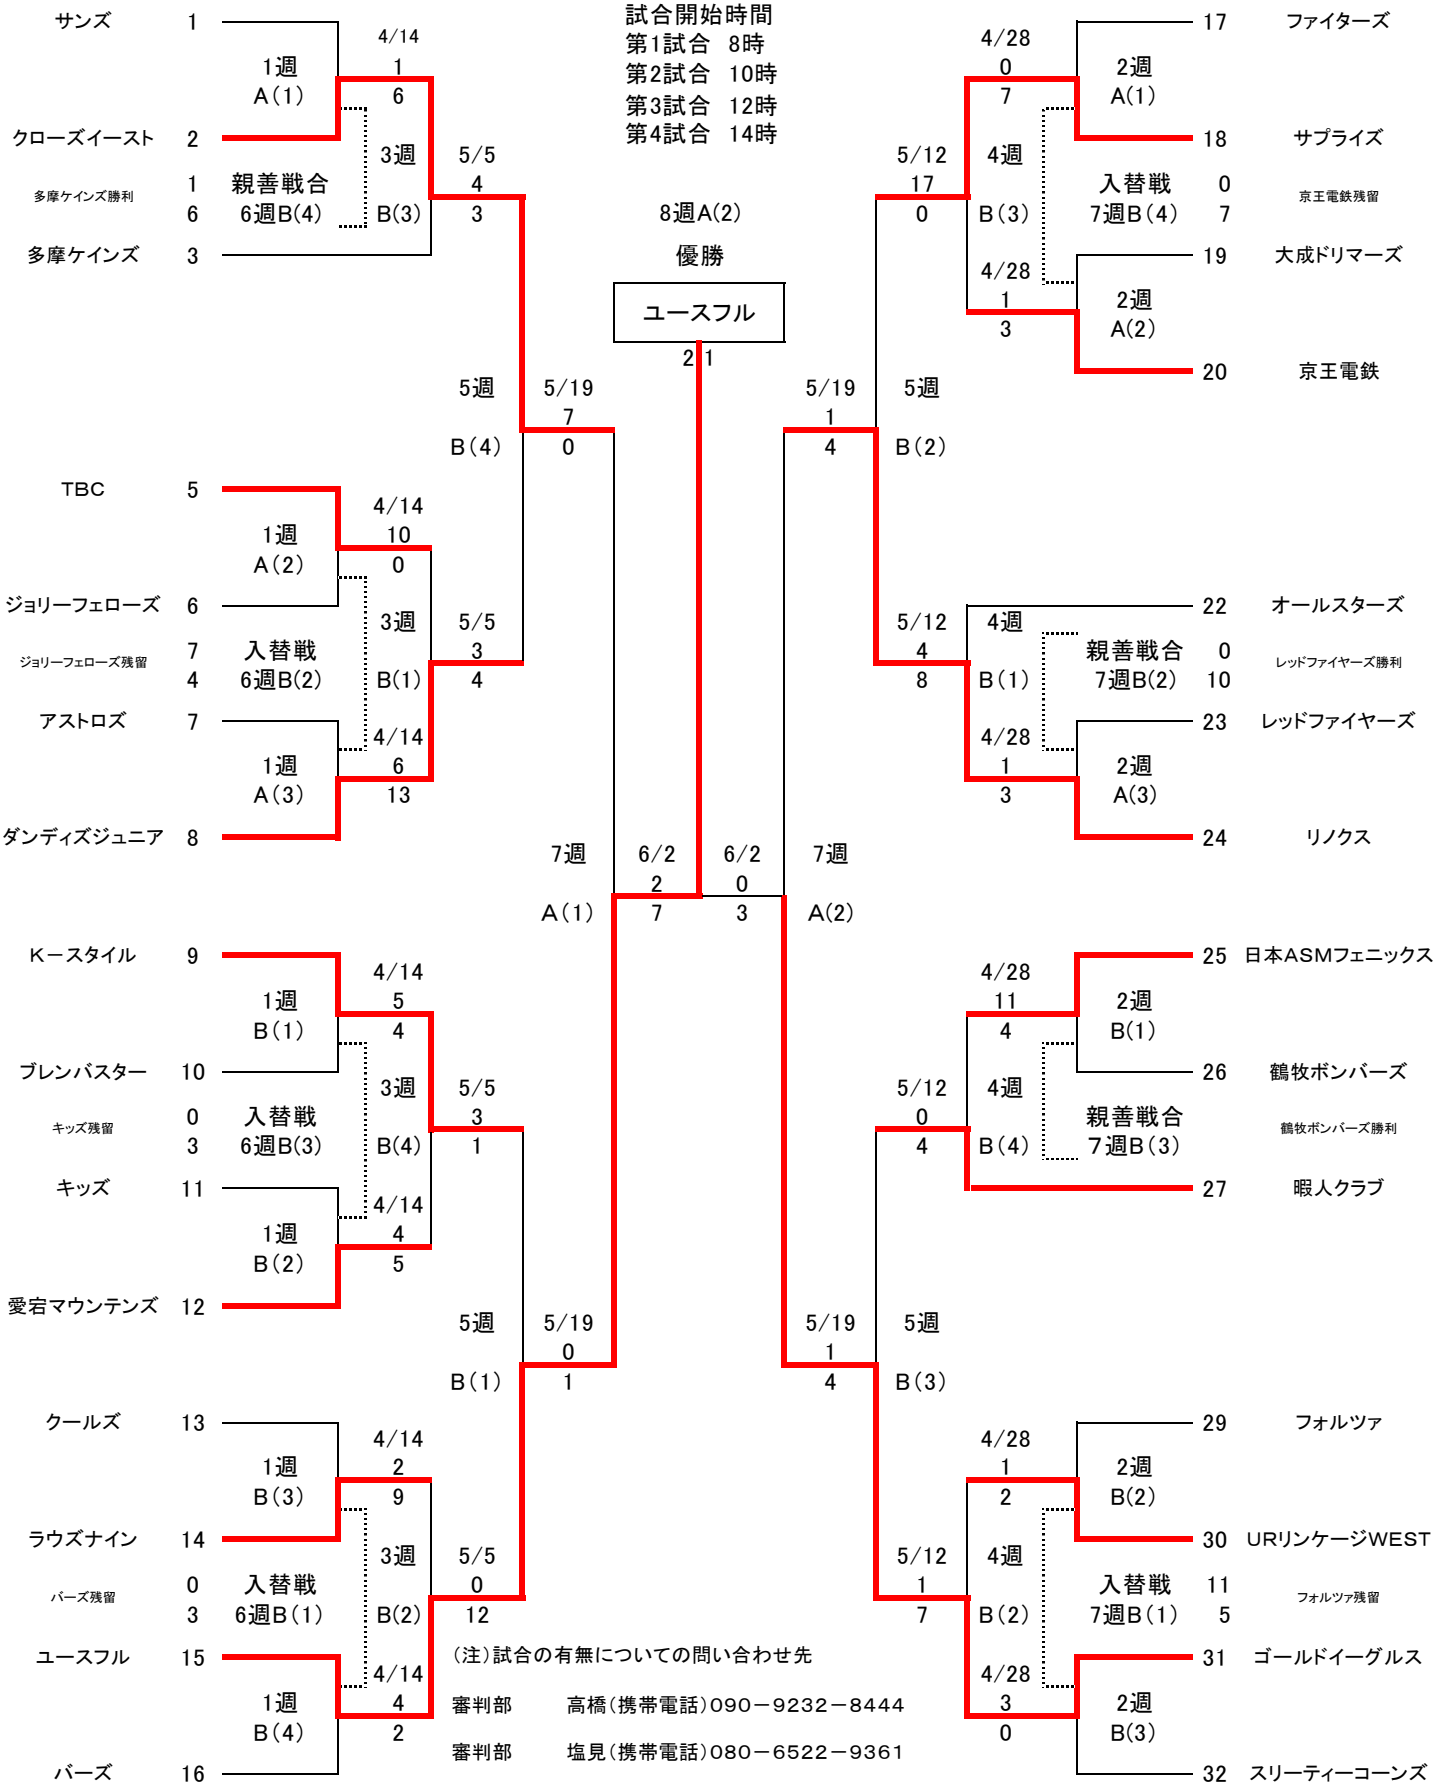 試合開始時間
第1試合 8時
第2試合 10時
第3試合 12時
第4試合 14時
8週A(2)
優勝
ユースフル
2 1
サンズ 1
4/14
1週
1
A(1)
6
クローズイースト 2
3週
5/5
多摩ケインズ勝利
1 親善戦合
6 6週B(4)
B(3)
4
3
多摩ケインズ 3
5週
5/19
7
B(4)
0
TBC 5
4/14
1週
10
A(2)
0
ジョリーフェローズ 6
3週
5/5
ジョリーフェローズ残留
7 入替戦
4 6週B(2)
B(1)
3
4
アストロズ 7
4/14
1週
6
A(3)
13
ダンディズジュニア 8
7週
6/2
2
A(1)
7
K-スタイル 9
4/14
1週
5
B(1)
4
ブレンバスター 10
3週
5/5
キッズ残留
0 入替戦
3 6週B(3)
B(4)
3
1
キッズ 11
4/14
1週
4
B(2)
5
愛宕マウンテンズ 12
5週
5/19
0
B(1)
1
クールズ 13
4/14
1週
2
B(3)
9
ラウズナイン 14
3週
5/5
バーズ残留
0 入替戦
3 6週B(1)
B(2)
0
12
ユースフル 15
4/14
1週
4
B(4)
2
バーズ 16
17 ファイターズ
4/28
2週
0
A(1)
7
18 サプライズ
5/12
4週
17
0
B(3)
入替戦 0
7週B(4) 7
京王電鉄残留
19 大成ドリマーズ
4/28
2週
1
A(2)
3
20 京王電鉄
5/19
5週
1
4
B(2)
22 オールスターズ
5/12
4週
4
8
B(1)
親善戦合 0
7週B(2) 10
レッドファイヤーズ勝利
23 レッドファイヤーズ
4/28
2週
1
A(3)
3
24 リノクス
6/2
7週
0
3
A(2)
25 日本ASMフェニックス
4/28
2週
11
B(1)
4
26 鶴牧ボンバーズ
5/12
4週
0
4
B(4)
親善戦合
7週B(3)
鶴牧ボンバーズ勝利
27 暇人クラブ
5/19
5週
1
4
B(3)
29 フォルツァ
4/28
2週
1
B(2)
2
30 URリンケージWEST
5/12
4週
1
7
B(2)
入替戦 11
7週B(1) 5
フォルツァ残留
31 ゴールドイーグルス
4/28
2週
3
B(3)
0
32 スリーティーコーンズ
(注)試合の有無についての問い合わせ先
審判部 高橋(携帯電話)090-9232-8444
審判部 塩見(携帯電話)080-6522-9361